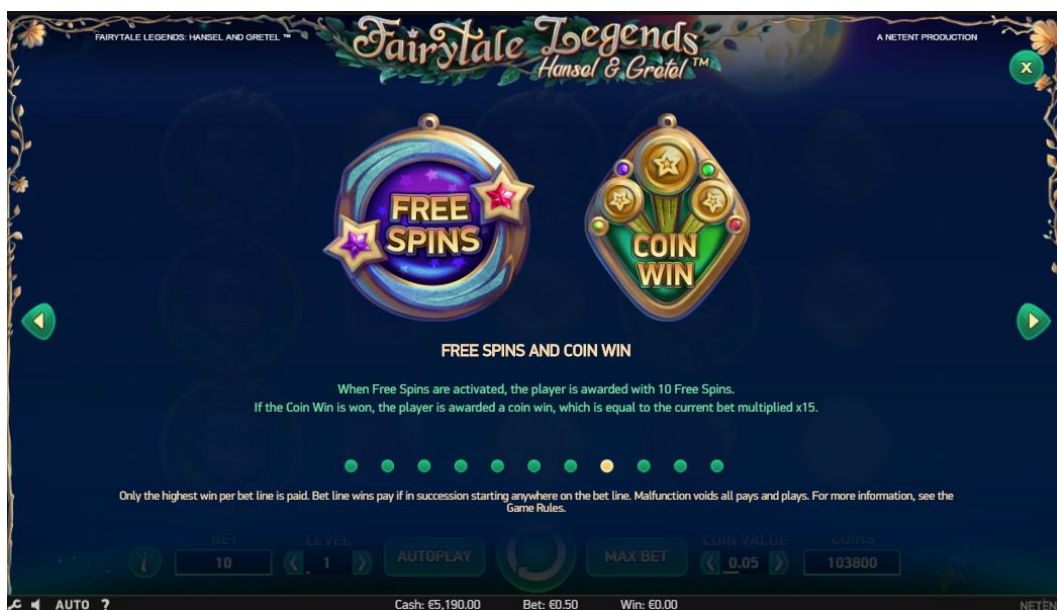 FAIRYTALE LEGENDS: HANSEL AND GRETEL ™
Fairytale Legends
Hansel & Gretel™
A NETENT PRODUCTION
X
FREE
SPINS
COIN
WIN
FREE SPINS AND COIN WIN
When Free Spins are activated, the player is awarded with 10 Free Spins.
If the Coin Win is won, the player is awarded a coin win, which is equal to the current bet multiplied x15.
Only the highest win per bet line is paid. Bet line wins pay if in succession starting anywhere on the bet line. Malfunction voids all pays and plays. For more information, see the
Game Rules.
BET LEVEL COIN VALUE COINS
i 10 1 AUTOPLAY MAX BET 0.05 103800
AUTO ? Cash: €5,190.00 Bet: €0.50 Win: €0.00